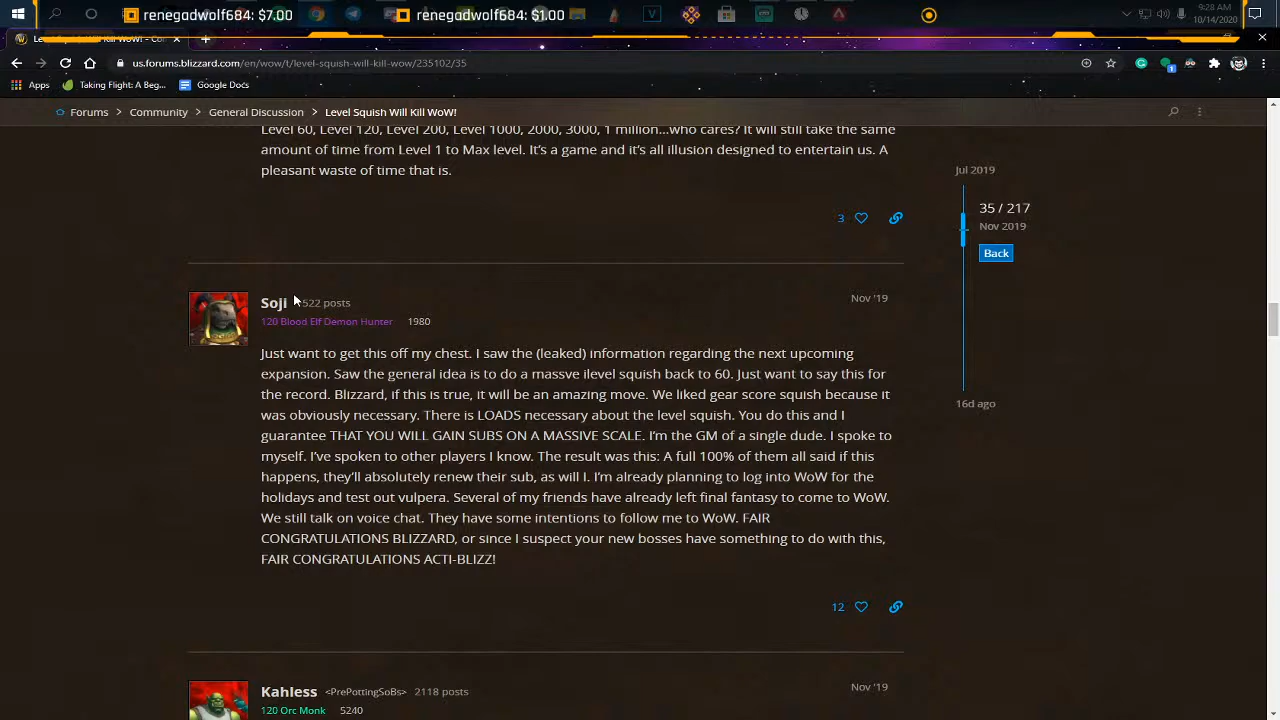 renegadwolf684: $7.00
renegadwolf684: $1.00
9:28 AM
10/14/2020
us.forums.blizzard.com/en/wow/t/level-squish-will-kill-wow/235102/35
Apps
Taking Flight: A Beg...
Google Docs
Forums > Community > General Discussion > Level Squish Will Kill WoW!
Level 60, Level 120, Level 200, Level 1000, 2000, 3000, 1 million...who cares? It will still take the same
amount of time from Level 1 to Max level. It's a game and it's all illusion designed to entertain us. A
pleasant waste of time that is.
3
Jul 2019
35 / 217
Nov 2019
Back
16d ago
Soji 522 posts
Nov '19
120 Blood Elf Demon Hunter 1980
Just want to get this off my chest. I saw the (leaked) information regarding the next upcoming
expansion. Saw the general idea is to do a massve ilevel squish back to 60. Just want to say this for
the record. Blizzard, if this is true, it will be an amazing move. We liked gear score squish because it
was obviously necessary. There is LOADS necessary about the level squish. You do this and I
guarantee THAT YOU WILL GAIN SUBS ON A MASSIVE SCALE. I'm the GM of a single dude. I spoke to
myself. I've spoken to other players I know. The result was this: A full 100% of them all said if this
happens, they'll absolutely renew their sub, as will I. I'm already planning to log into WoW for the
holidays and test out vulpera. Several of my friends have already left final fantasy to come to WoW.
We still talk on voice chat. They have some intentions to follow me to WoW. FAIR
CONGRATULATIONS BLIZZARD, or since I suspect your new bosses have something to do with this,
FAIR CONGRATULATIONS ACTI-BLIZZ!
12
Kahless <PrePottingSoBs> 2118 posts
Nov '19
120 Orc Monk 5240